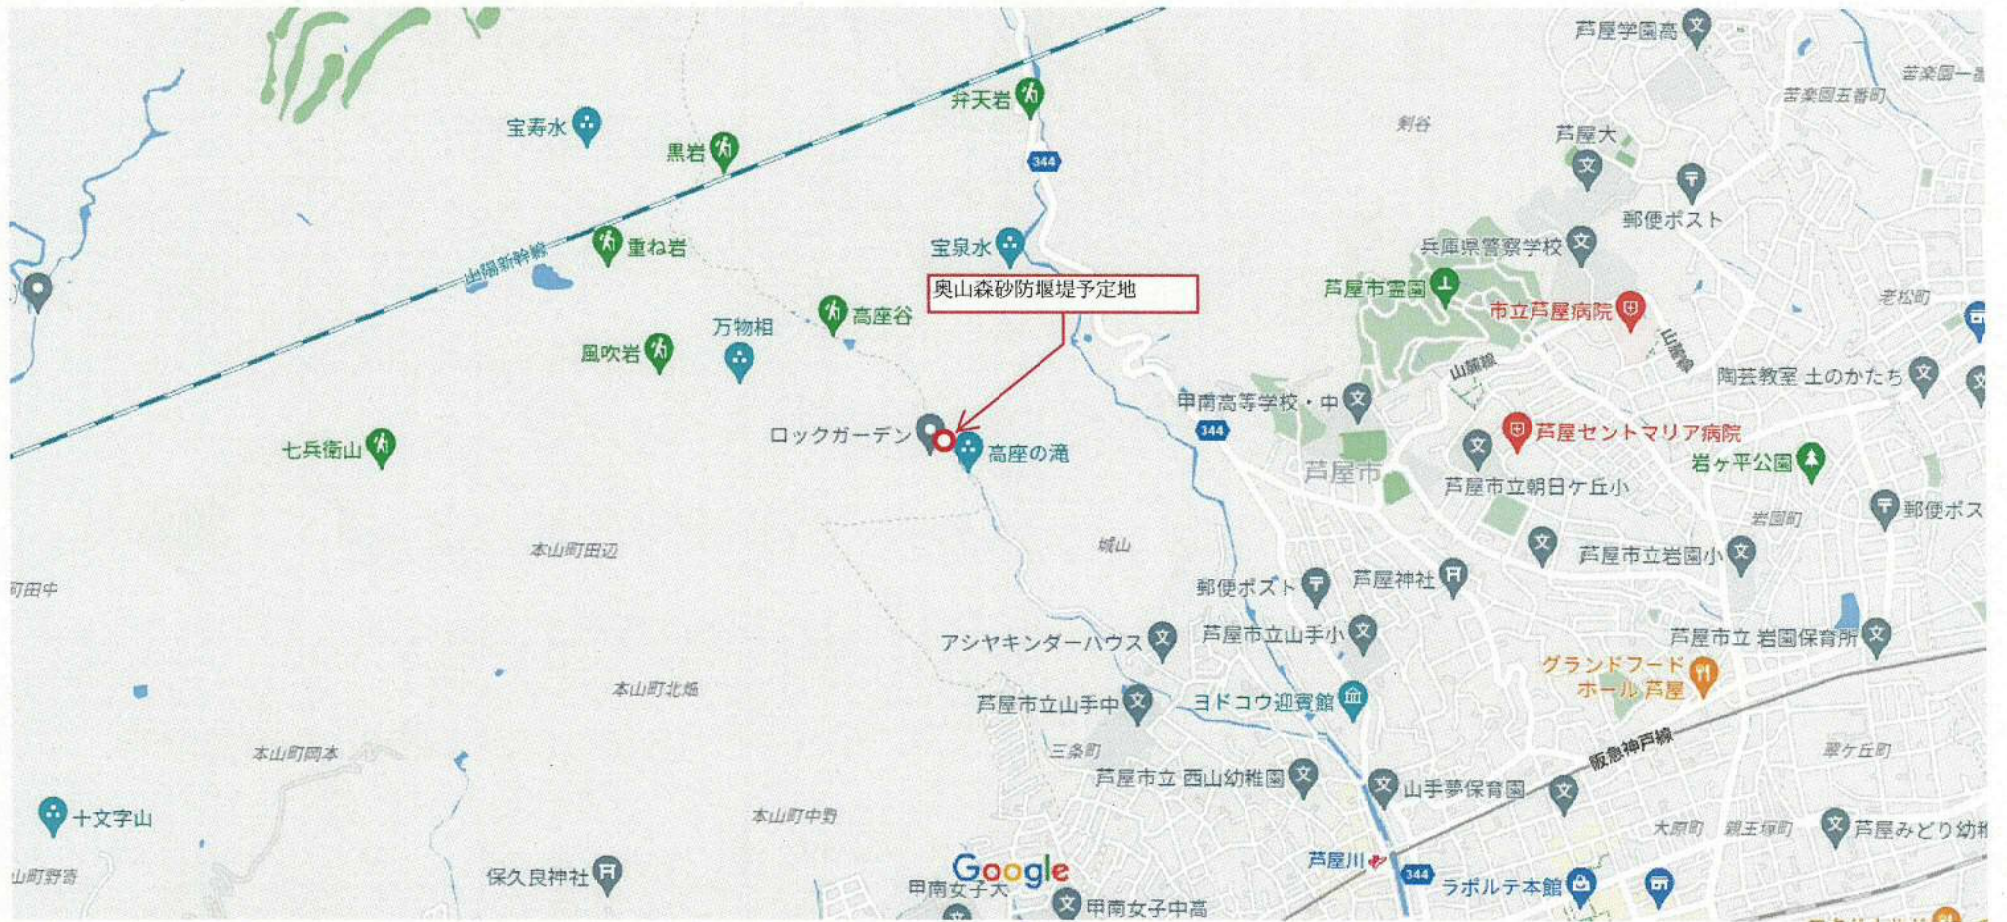 芦屋学園高
苦楽園一番
苦楽園五番町
弁天岩
剣谷
宝寿水
芦屋大
黒岩
344
郵便ポスト
宝泉水
重ね岩
兵庫県警察学校
山陽新幹線
奥山森砂防堰堤予定地
芦屋市霊園
老松町
市立芦屋病院
高座谷
万物相
風吹岩
山麓線
山麓線
陶芸教室 土のかたち
甲南高等学校・中
ロックガーデン
344
芦屋セントマリア病院
七兵衛山
高座の滝
岩ヶ平公園
芦屋市
芦屋市立朝日ケ丘小
郵便ポス
岩園町
本山町田辺
城山
芦屋市立岩園小
町田中
郵便ポスト
芦屋神社
アシヤキンダーハウス
芦屋市立山手小
芦屋市立 岩園保育所
グランドフード
ホール 芦屋
本山町北畑
芦屋市立山手中
ヨドコウ迎賓館
阪急神戸線
本山町岡本
三条町
翠ケ丘町
芦屋市立 西山幼稚園
山手夢保育園
十文字山
本山町中野
大原町
親王塚町
芦屋みどり幼稚
芦屋川
Google
344
山町野寄
保久良神社
甲南女子大
ラポルテ本館
甲南女子中高